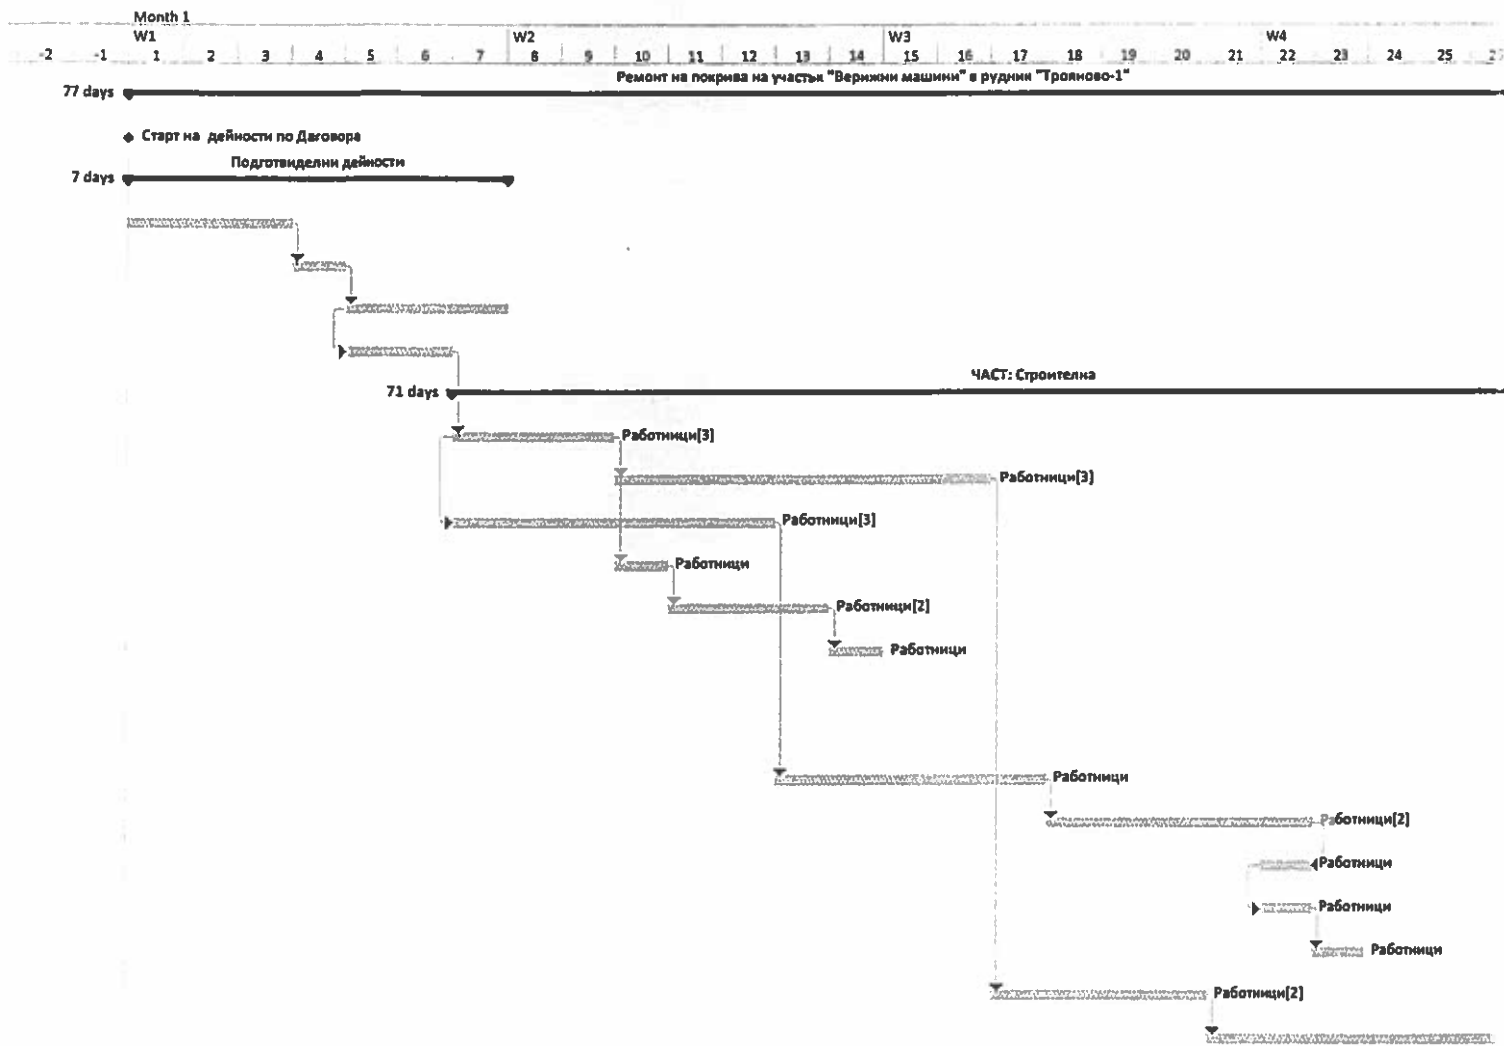 Month 1
W1 W2 W3 W4
-2 -1 1 2 3 4 5 6 7 8 9 10 11 12 13 14 15 16 17 18 19 20 21 22 23 24 25
Ремонт на покрива на участък "Верижни машини" в рудник "Трояново-1"
77 days
Старт на дейности по Договора
Подготвиделни дейности
7 days
ЧАСТ: Строителна
71 days
Работници[3]
Работници[3]
Работници[3]
Работници
Работници[2]
Работници
Работници
Работници[2]
Работници
Работници
Работници
Работници[2]